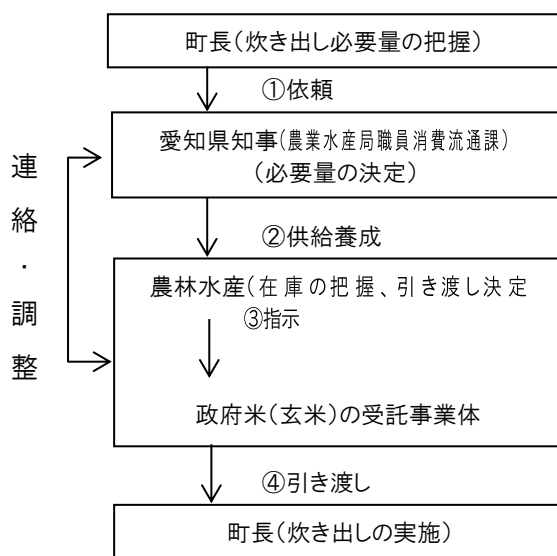 町長（炊き出し必要量の把握）
①依頼
愛知県知事（農業水産局職員消費流通課）
（必要量の決定）
②供給養成
農林水産（在庫の把握、引き渡し決定
③指示
政府米（玄米）の受託事業体
④引き渡し
町長（炊き出しの実施）
連絡・調整